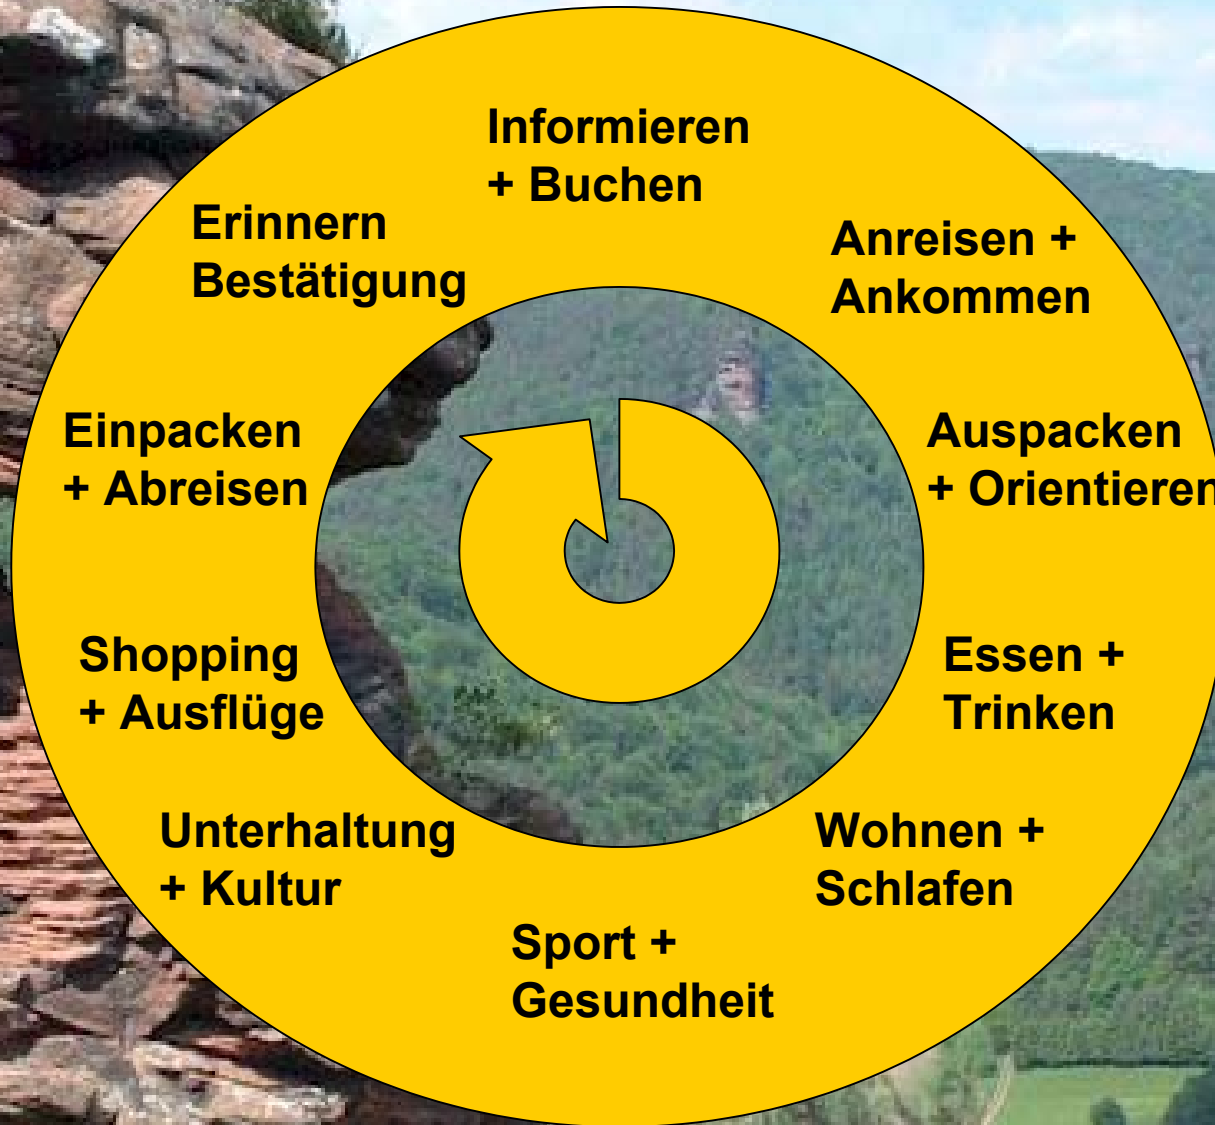 Informieren
+ Buchen
Anreisen +
Ankommen
Auspacken
+ Orientieren
Essen +
Trinken
Wohnen +
Schlafen
Sport +
Gesundheit
Unterhaltung
+ Kultur
Shopping
+ Ausflüge
Einpacken
+ Abreisen
Erinnern
Bestätigung